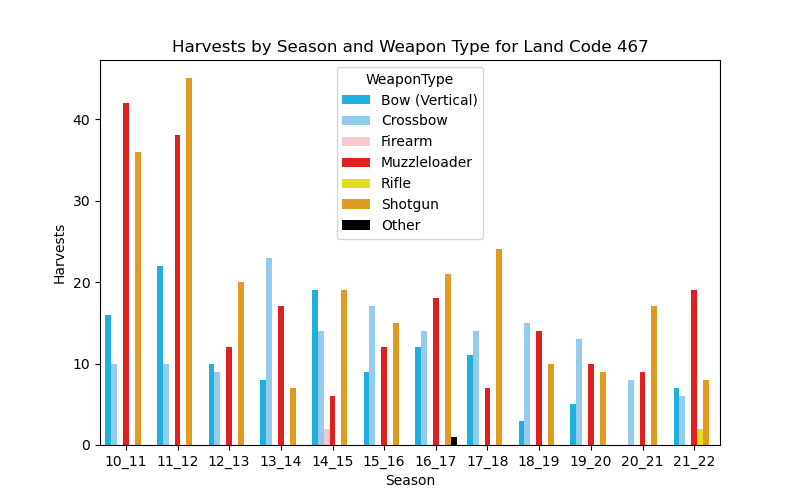 Harvests by Season and Weapon Type for Land Code 467
WeaponType
Bow (Vertical)
Crossbow
Firearm
Muzzleloader
Rifle
Shotgun
Other
Harvests
40
30
20
10
0
10_11 11_12 12_13 13_14 14_15 15_16 16_17 17_18 18_19 19_20 20_21 21_22
Season